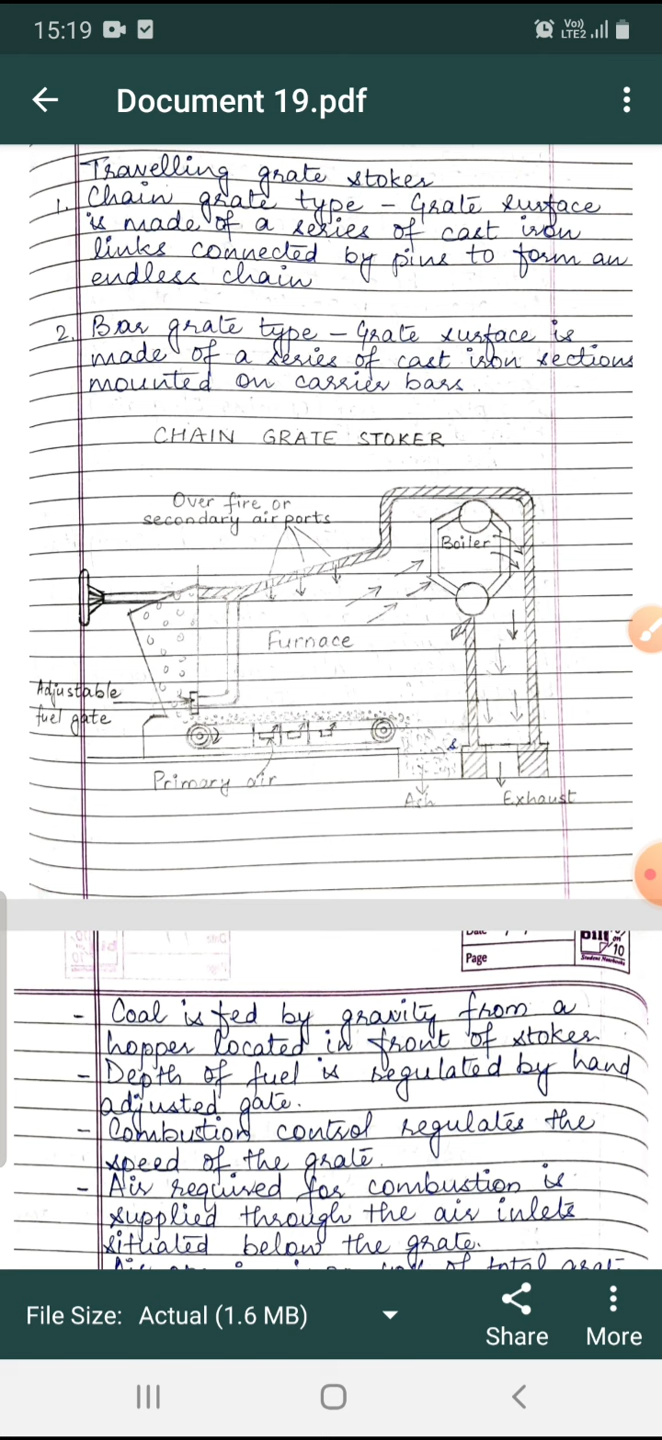 15:19
Vo))
LTE2
Document 19.pdf
Travelling grate stoker
1. Chain grate type - Grate surface
is made of a series of cast iron
links connected by pins to form an
endless chain
2. Bar grate type - Grate surface is
made of a series of cast iron sections
mounted on carrier bars.
CHAIN GRATE STOKER
Over fire or
secondary air ports
Boiler
Furnace
Adjustable
fuel gate
Primary air
Ash
Exhaust
Date
Page
- Coal is fed by gravity from a
hopper located in front of stoker
- Depth of fuel is regulated by hand
adjusted gate.
- Combustion control regulates the
speed of the grate.
- Air required for combustion is
supplied through the air inlets
situated below the grate.
of total
File Size: Actual (1.6 MB)
Share
More